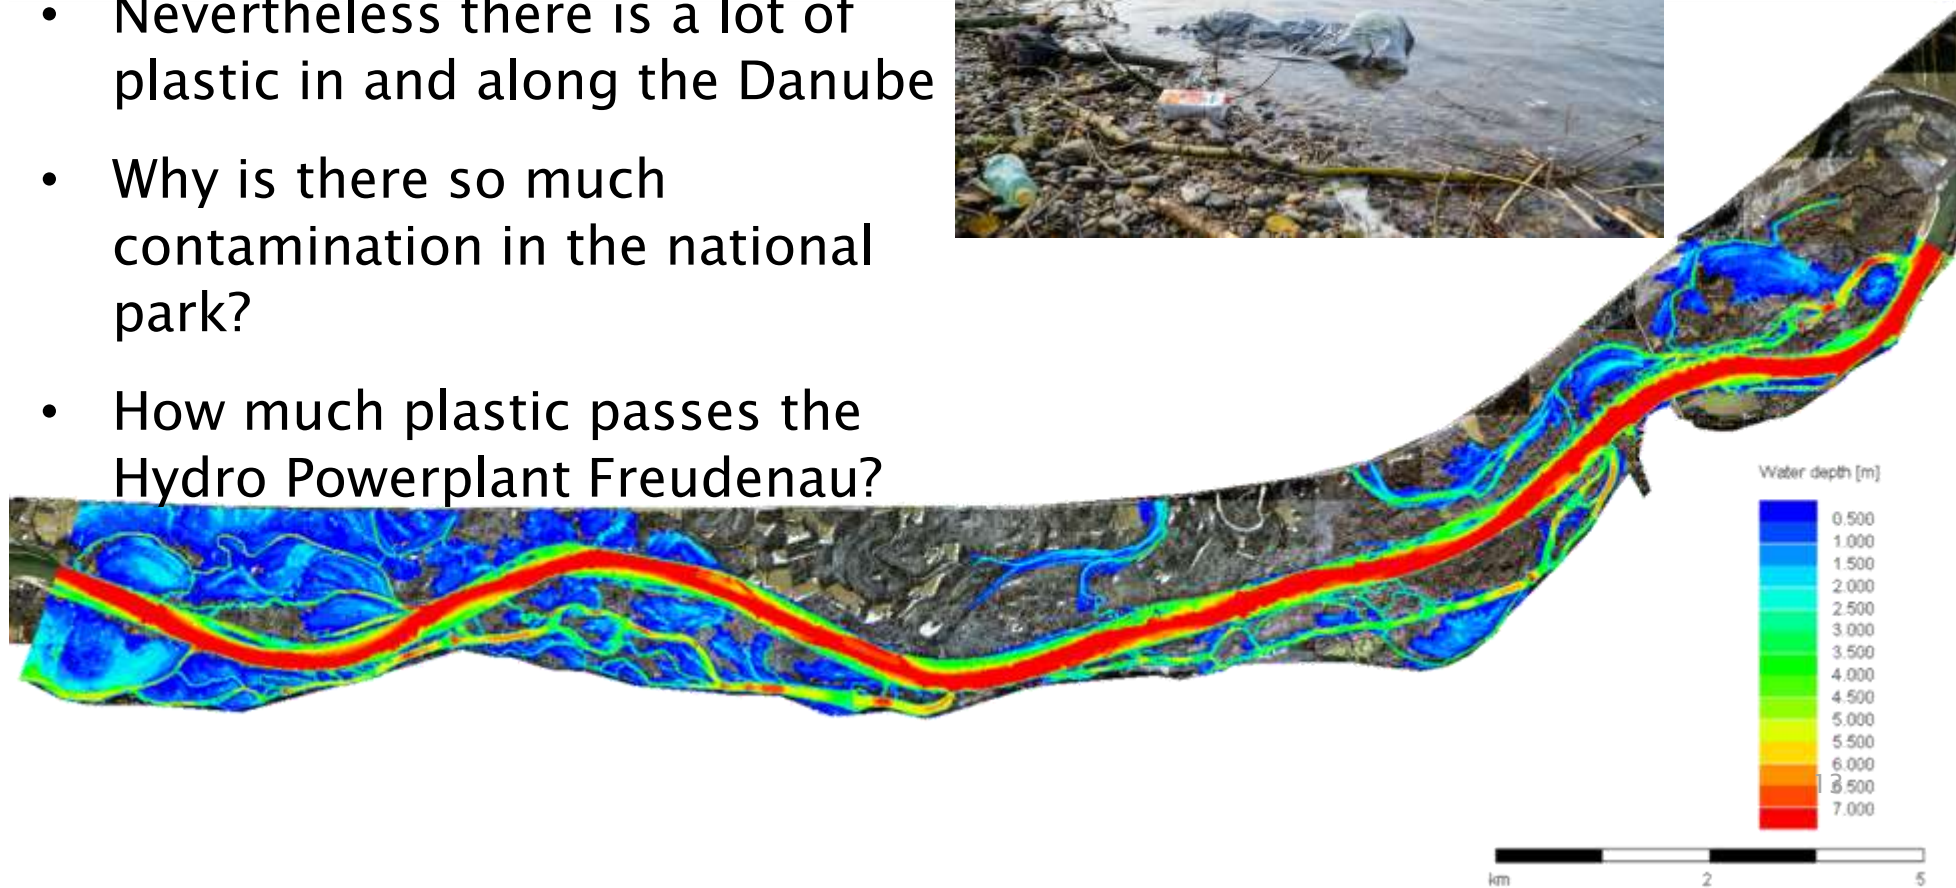 • Nevertheless there is a lot of
plastic in and along the Danube
• Why is there so much
contamination in the national
park?
• How much plastic passes the
Hydro Powerplant Freudenau?
Water depth [m]
0.500
1.000
1.500
2.000
2.500
3.000
3.500
4.000
4.500
5.000
5.500
6.000
13
6.500
7.000
km 2 5